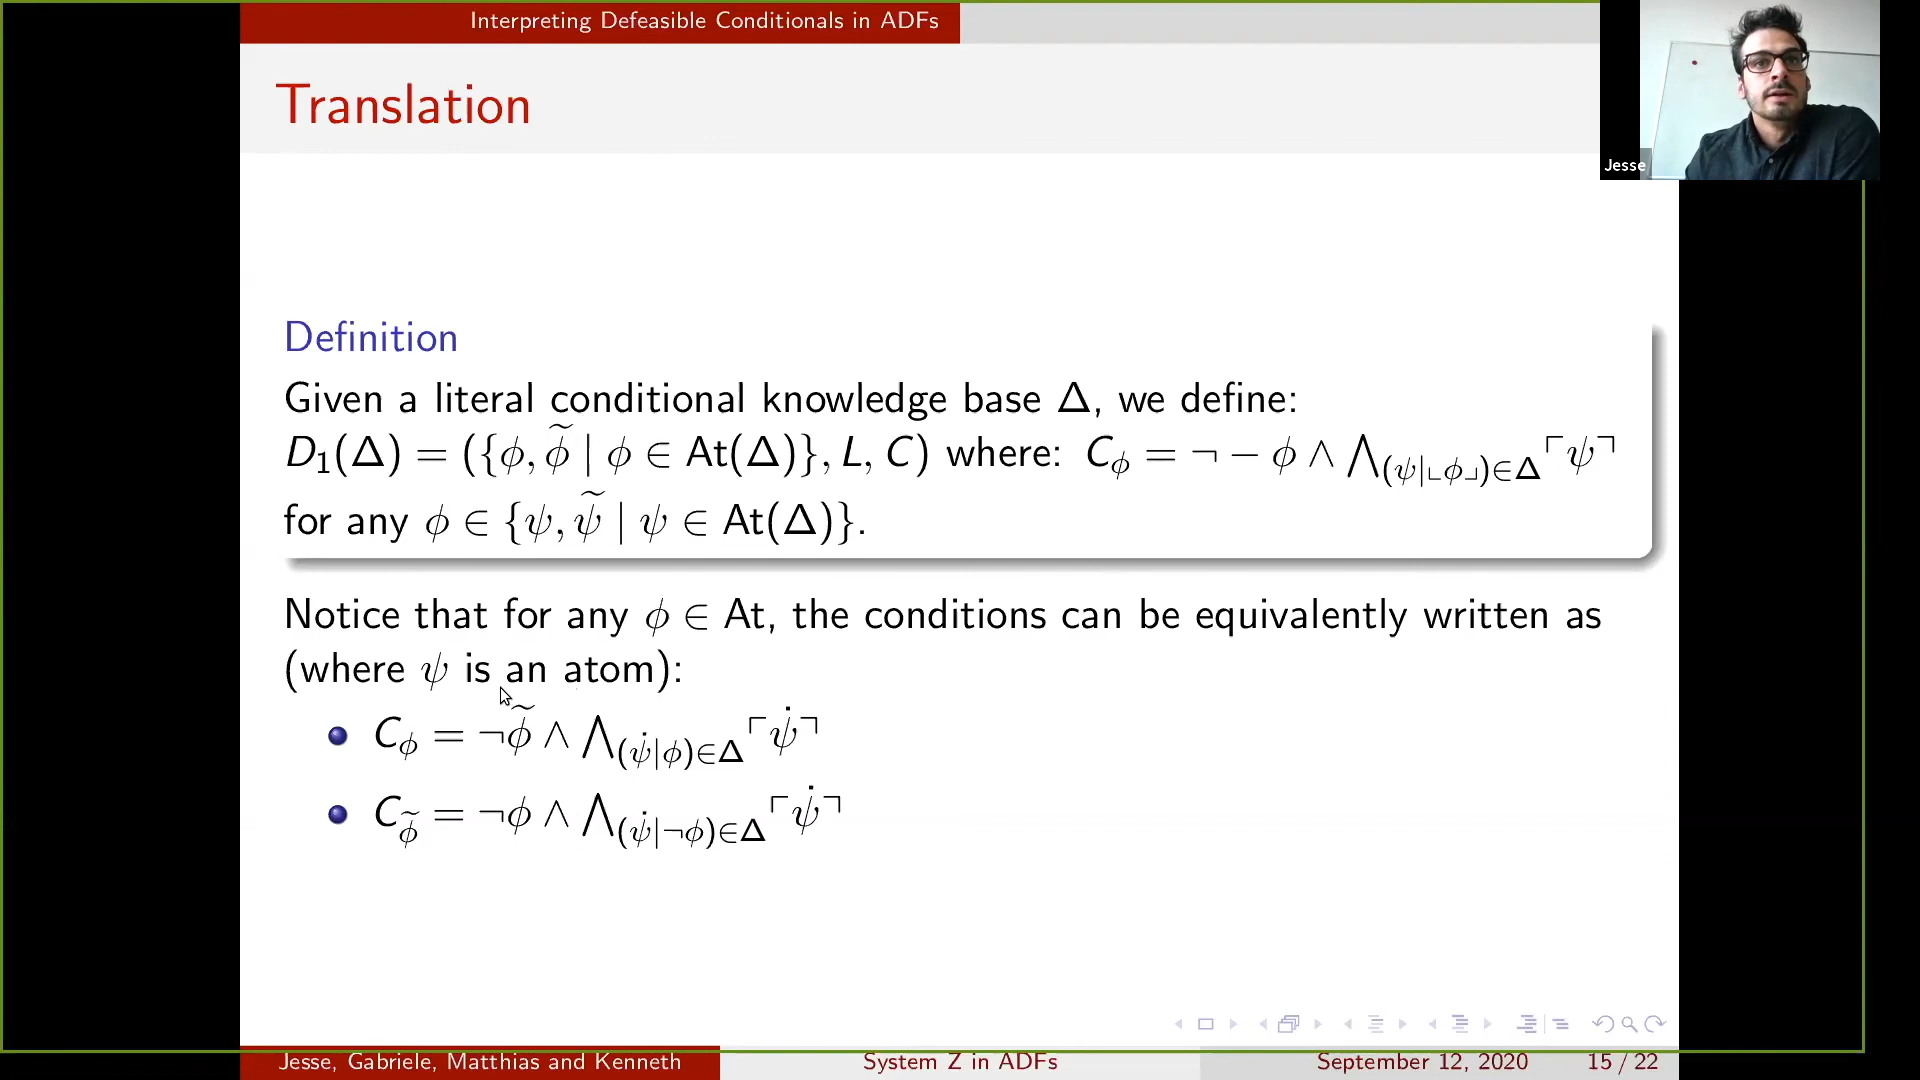 Interpreting Defeasible Conditionals in ADFs
Translation
Jesse
Definition
Given a literal conditional knowledge base Δ, we define:
D₁(Δ) = ({ϕ, ϕ̃ | ϕ ∈ At(Δ)}, L, C) where: C_ϕ = ¬ − ϕ ∧ ⋀_(ψ|⌞ϕ⌟)∈Δ ⌜ψ⌝
for any ϕ ∈ {ψ, ψ̃ | ψ ∈ At(Δ)}.
Notice that for any ϕ ∈ At, the conditions can be equivalently written as
(where ψ is an atom):
C_ϕ = ¬ϕ̃ ∧ ⋀_(ψ̇|ϕ)∈Δ ⌜ψ̇⌝
C_ϕ̃ = ¬ϕ ∧ ⋀_(ψ̇|¬ϕ)∈Δ ⌜ψ̇⌝
Jesse, Gabriele, Matthias and Kenneth System Z in ADFs September 12, 2020 15 / 22